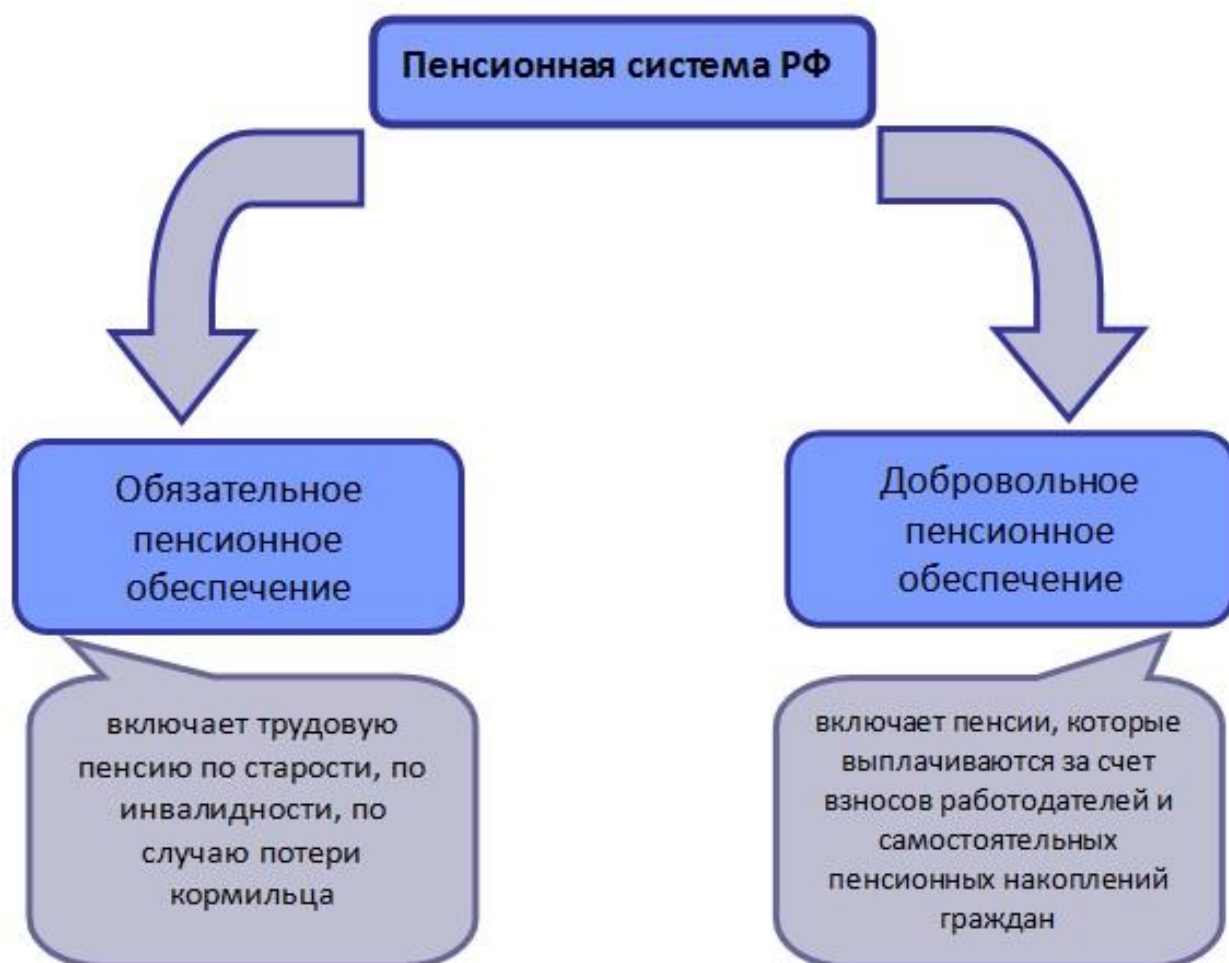 Пенсионная система РФ
Обязательное
пенсионное
обеспечение
Добровольное
пенсионное
обеспечение
включает трудовую
пенсию по старости, по
инвалидности, по
случаю потери
кормильца
включает пенсии, которые
выплачиваются за счет
взносов работодателей и
самостоятельных
пенсионных накоплений
граждан